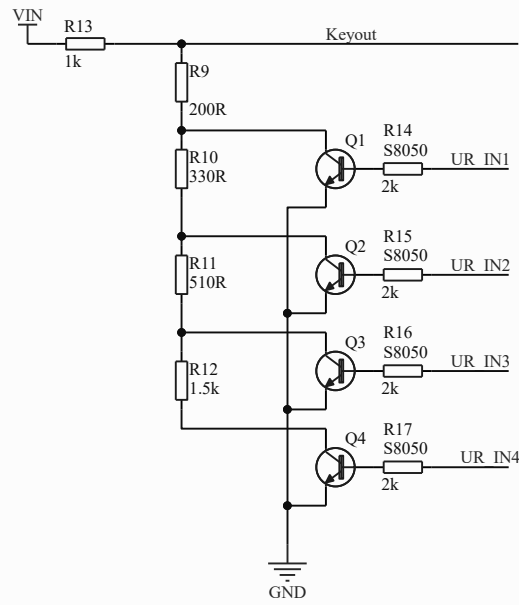 VIN
R13
1k
Keyout
R9
200R
R10
330R
Q1
R14
S8050
2k
UR_IN1
R11
510R
Q2
R15
S8050
2k
UR_IN2
R12
1.5k
Q3
R16
S8050
2k
UR_IN3
Q4
R17
S8050
2k
UR_IN4
GND